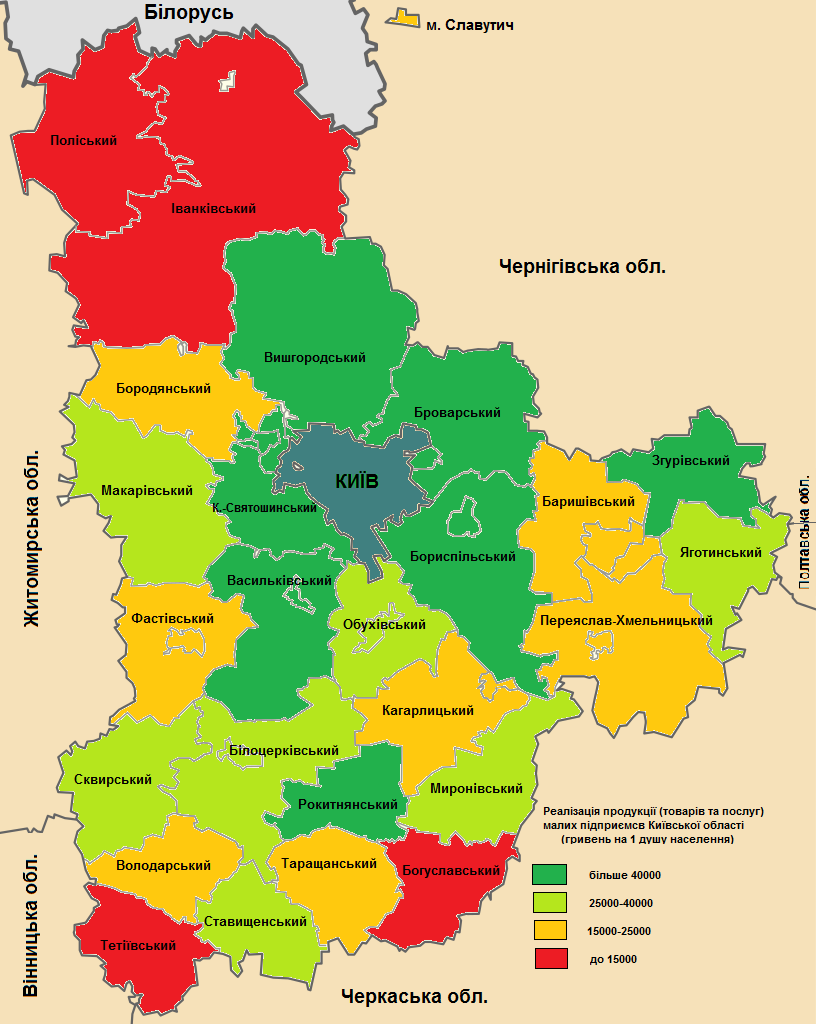 Білорусь
м. Славутич
Поліський
Іванківський
Чернігівська обл.
Вишгородський
Бородянський
Броварський
Згурівський
Житомирська обл.
Макарівський
КИЇВ
К.-Святошинський
Баришівський
Полтавська обл.
Яготинський
Бориспільський
Васильківський
Фастівський
Обухівський
Переяслав-Хмельницький
Кагарлицький
Білоцерківський
Сквирський
Миронівський
Рокитнянський
Реалізація продукції (товарів та послуг)
малих підприємсв Київської області
(гривень на 1 душу населення)
Володарський
Таращанський
Богуславський
більше 40000
25000-40000
15000-25000
до 15000
Вінницька обл.
Ставищенський
Тетіївський
Черкаська обл.